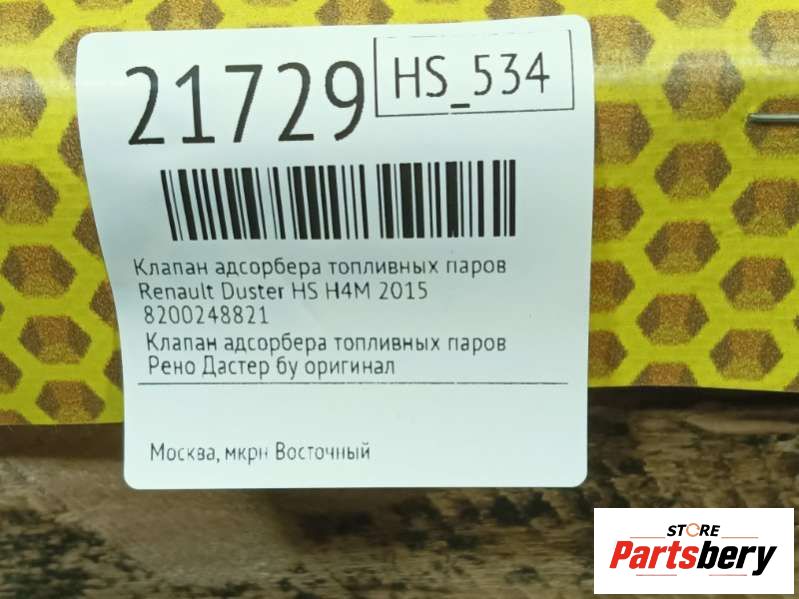 21729
HS_534
Клапан адсорбера топливных паров
Renault Duster HS H4M 2015
8200248821
Клапан адсорбера топливных паров
Рено Дастер бу оригинал
Москва, мкрн Восточный
STORE
Partsbery